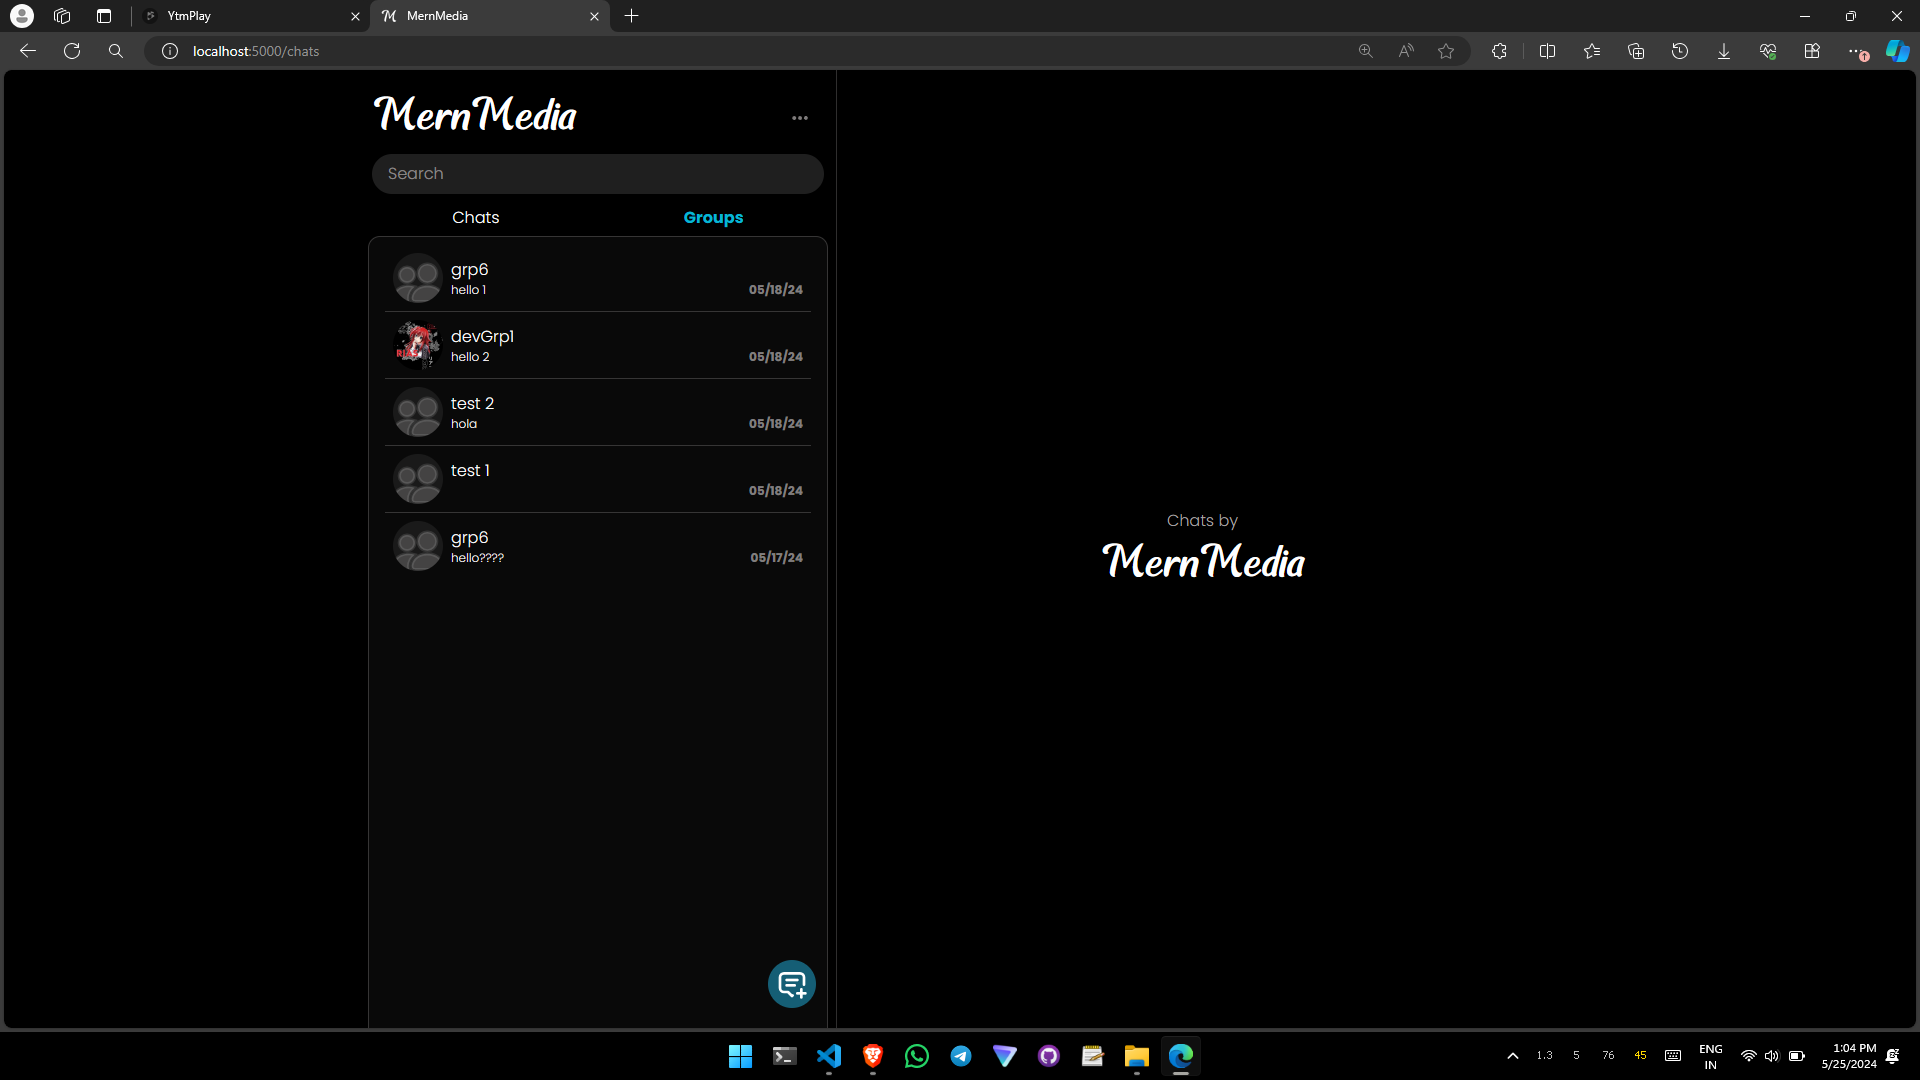 YtmPlay
MernMedia
localhost:5000/chats
MernMedia
Search
Chats Groups
grp6
hello 1
05/18/24
devGrp1
hello 2
05/18/24
test 2
hola
05/18/24
test 1
05/18/24
grp6
hello????
05/17/24
Chats by
MernMedia
1.3 5 76 45
ENG
IN
1:04 PM
5/25/2024